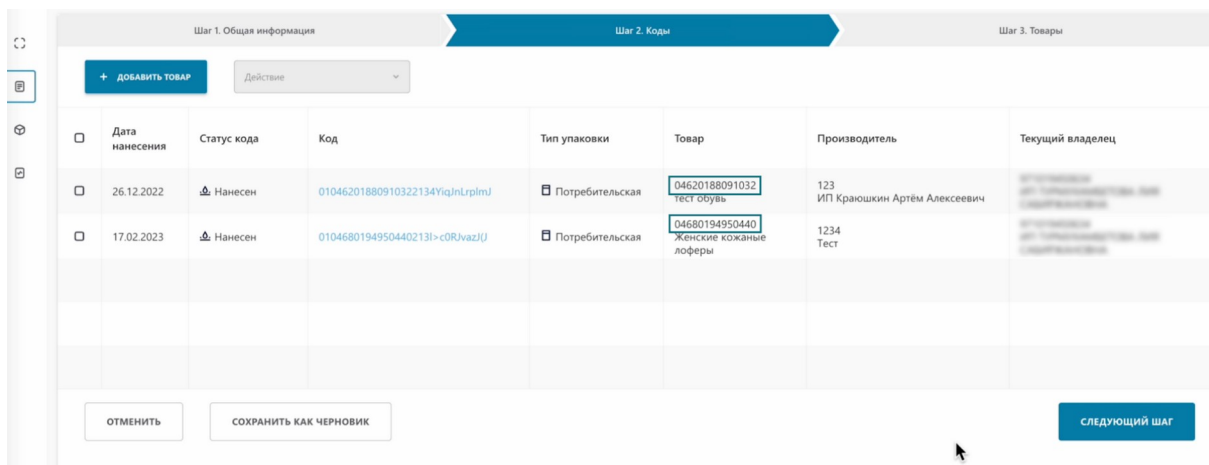 Шаг 1. Общая информация
Шаг 2. Коды
Шаг 3. Товары
+ ДОБАВИТЬ ТОВАР
Действие
Дата нанесения
Статус кода
Код
Тип упаковки
Товар
Производитель
Текущий владелец
26.12.2022
Нанесен
0104620188091032​2134YiqJnLrplmJ
Потребительская
04620188091032
тест обувь
123
ИП Краюшкин Артём Алексеевич
17.02.2023
Нанесен
0104680194950440213l>c0RJvazJ(J
Потребительская
04680194950440
Женские кожаные
лоферы
1234
Тест
ОТМЕНИТЬ
СОХРАНИТЬ КАК ЧЕРНОВИК
СЛЕДУЮЩИЙ ШАГ